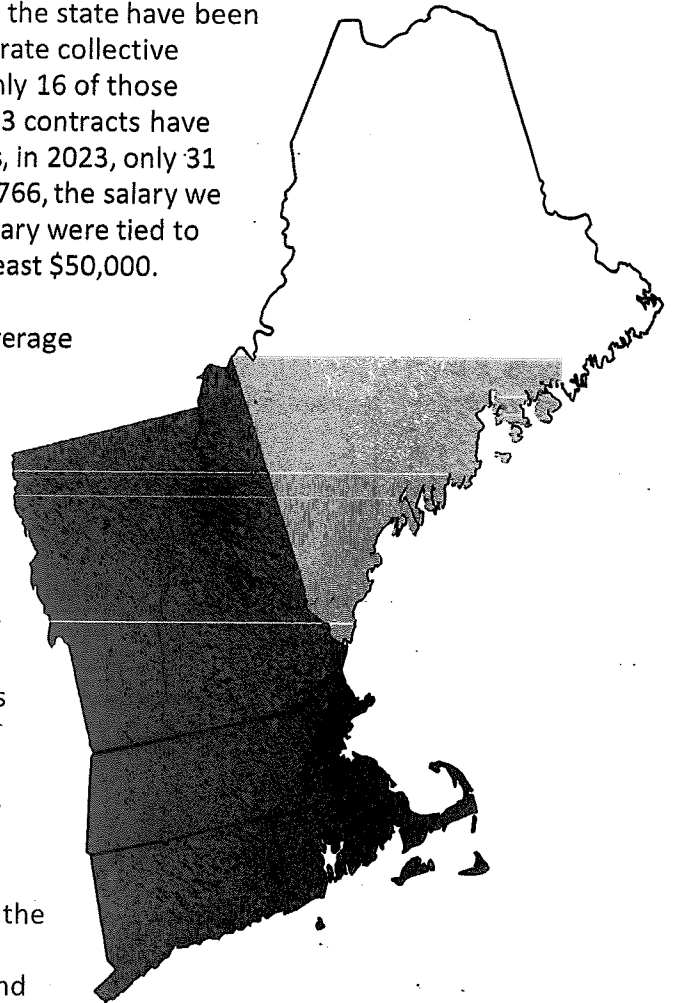 the state have been
rate collective
nly 16 of those
3 contracts have
s, in 2023, only 31
766, the salary we
ary were tied to
east $50,000.
verage
s
the
nd